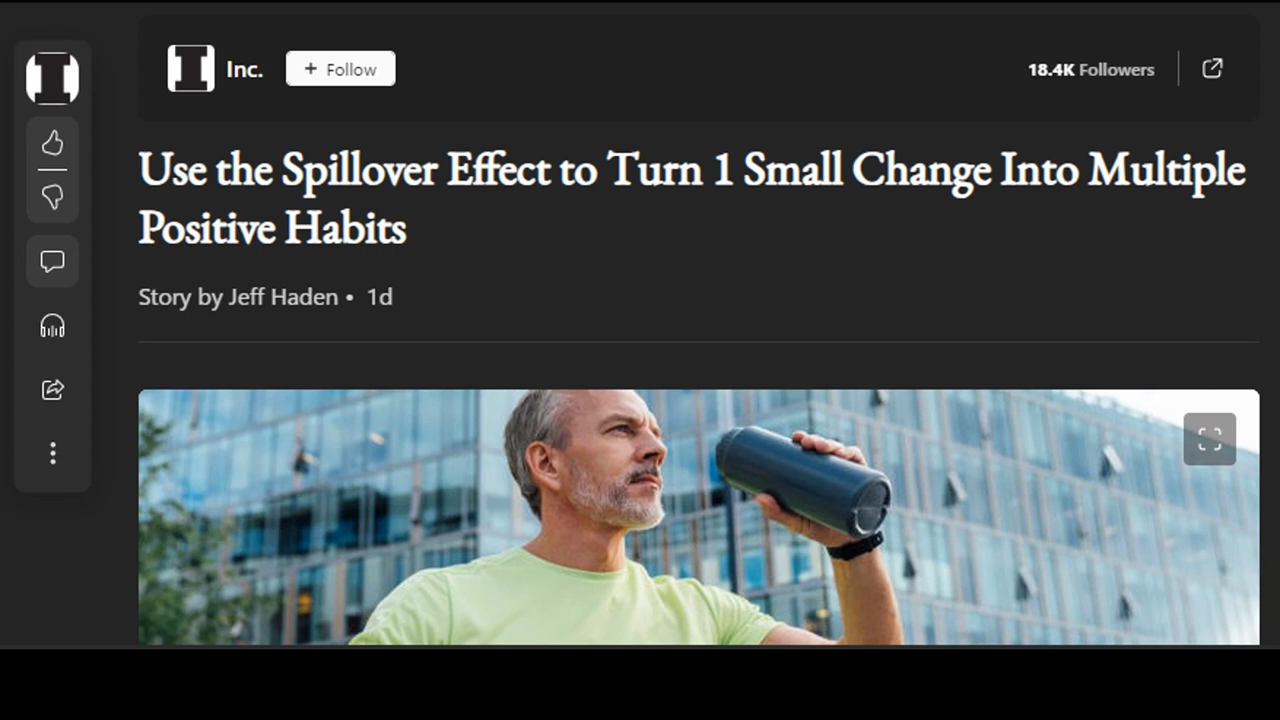 Inc.
+ Follow
18.4K Followers
Use the Spillover Effect to Turn 1 Small Change Into Multiple
Positive Habits
Story by Jeff Haden • 1d